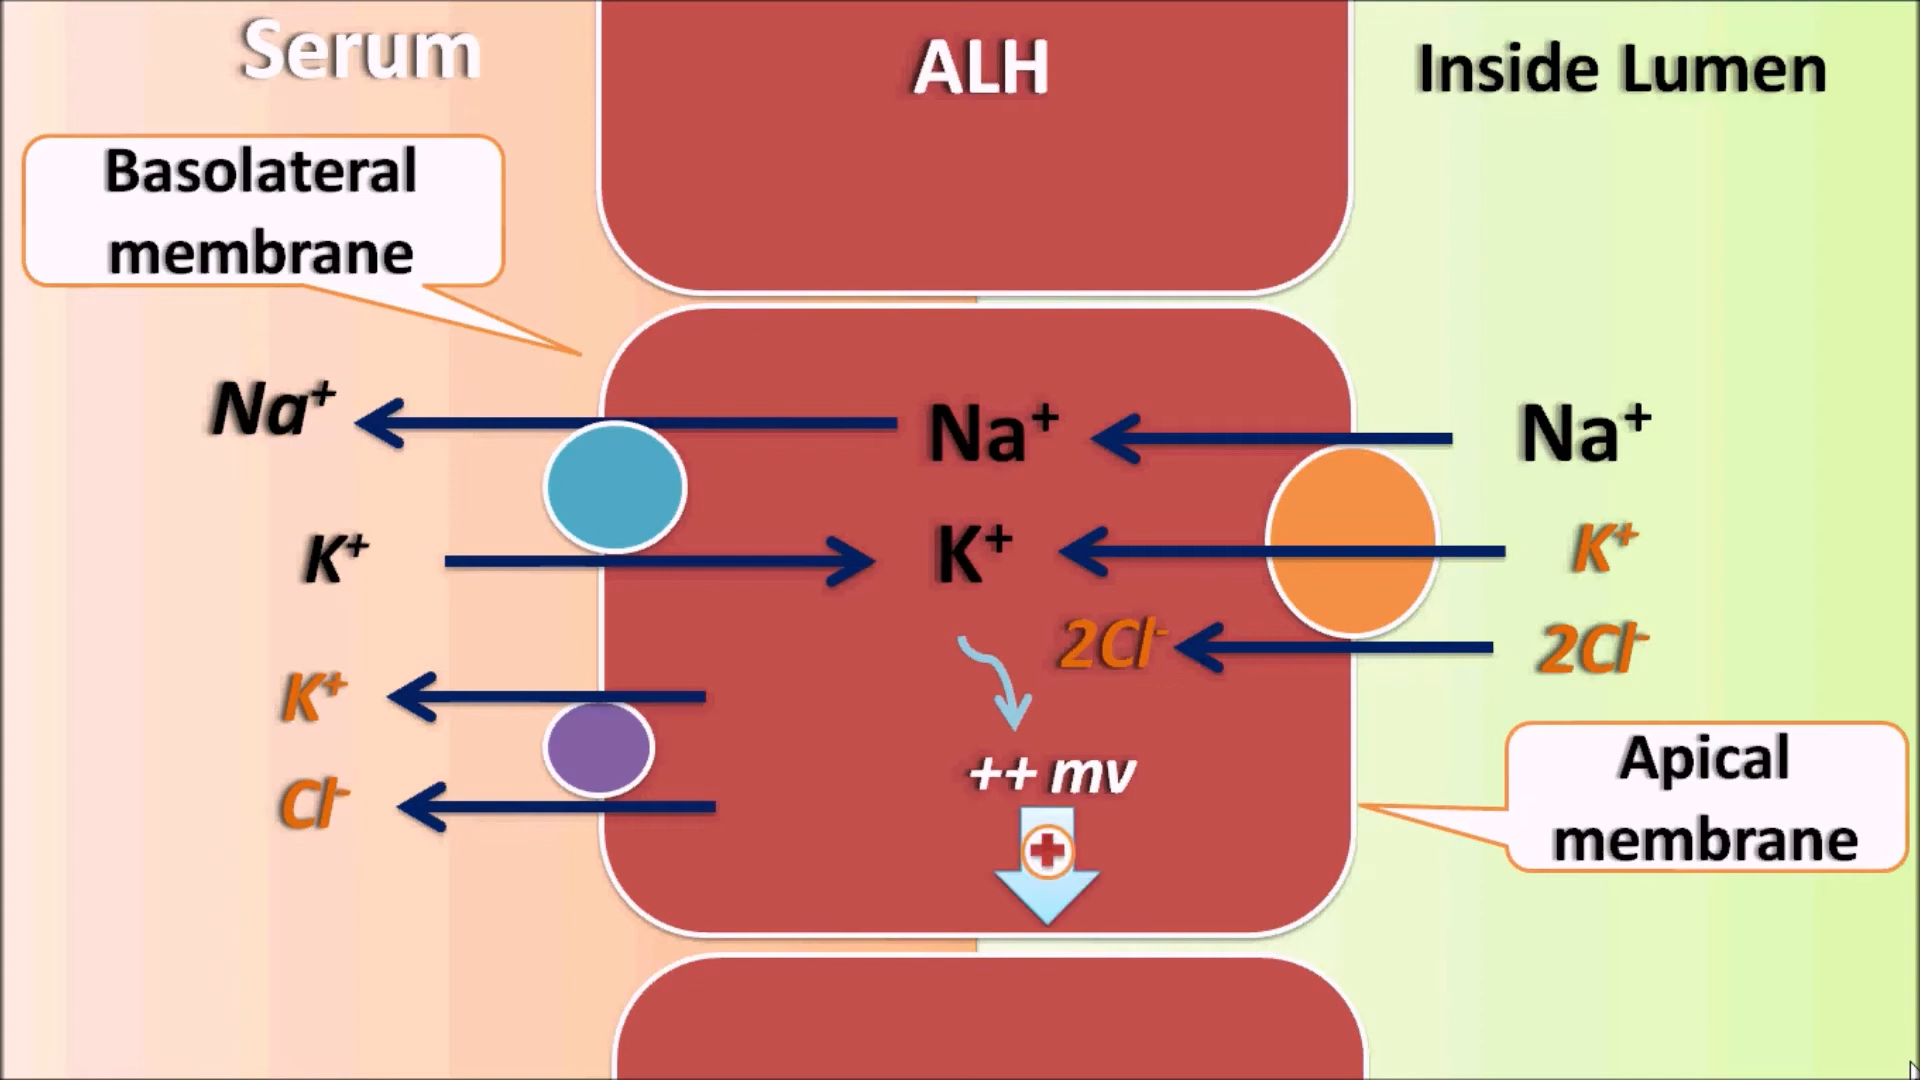 Serum
ALH
Inside Lumen
Basolateral
membrane
Na⁺
Na⁺
Na⁺
K⁺
K⁺
K⁺
2Cl⁻
2Cl⁻
K⁺
Cl⁻
++ mv
Apical
membrane